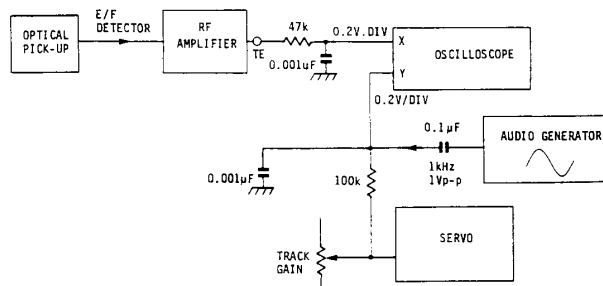 E/F
DETECTOR
OPTICAL
PICK-UP
RF
AMPLIFIER
TE
47k
0.001uF
0.2V.DIV
X
Y
OSCILLOSCOPE
0.2V/DIV
0.1µF
1kHz
1Vp-p
AUDIO GENERATOR
0.001µF
100k
TRACK
GAIN
SERVO